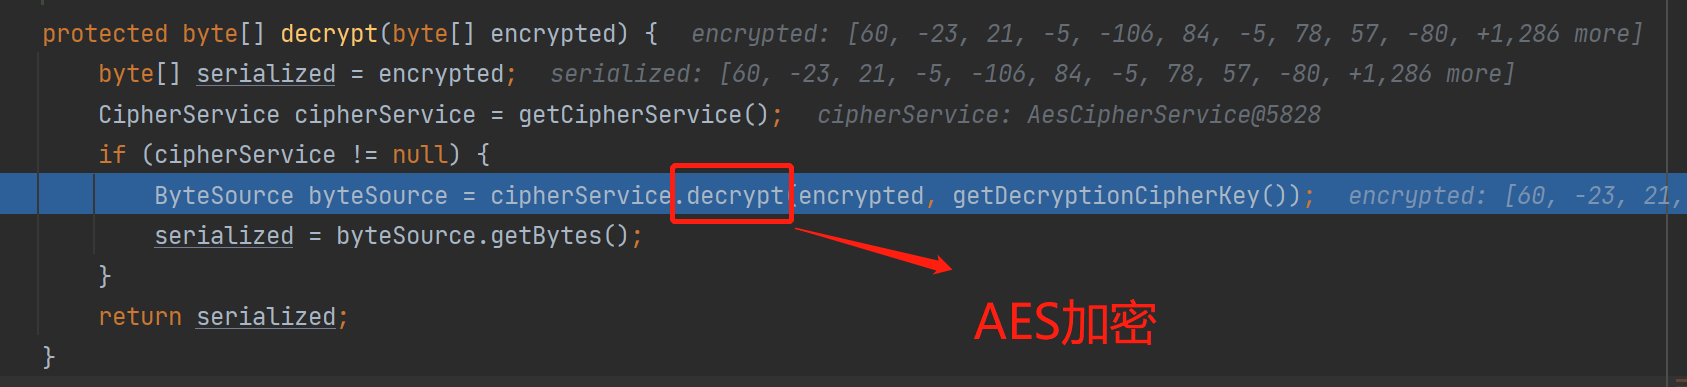 protected byte[] decrypt(byte[] encrypted) { encrypted: [60, -23, 21, -5, -106, 84, -5, 78, 57, -80, +1,286 more]
byte[] serialized = encrypted; serialized: [60, -23, 21, -5, -106, 84, -5, 78, 57, -80, +1,286 more]
CipherService cipherService = getCipherService(); cipherService: AesCipherService@5828
if (cipherService != null) {
ByteSource byteSource = cipherService.decrypt(encrypted, getDecryptionCipherKey()); encrypted: [60, -23, 21,
serialized = byteSource.getBytes();
}
return serialized;
}
AES加密